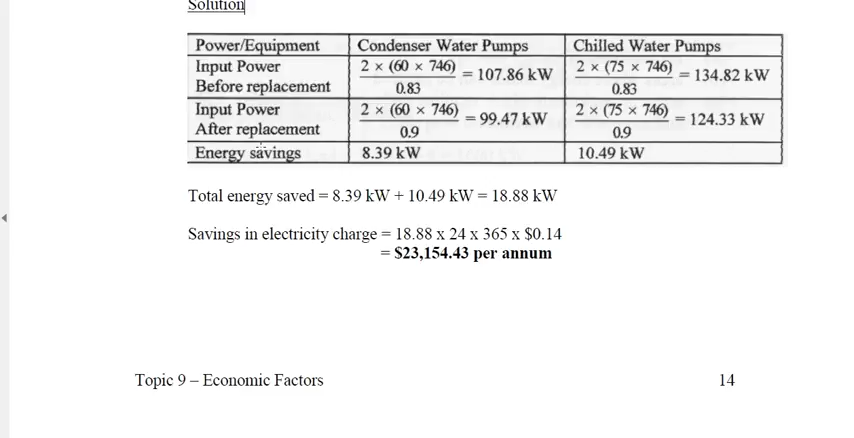 Solution
Power/Equipment Condenser Water Pumps Chilled Water Pumps
Input Power Before replacement 2 × (60 × 746) / 0.83 = 107.86 kW 2 × (75 × 746) / 0.83 = 134.82 kW
Input Power After replacement 2 × (60 × 746) / 0.9 = 99.47 kW 2 × (75 × 746) / 0.9 = 124.33 kW
Energy savings 8.39 kW 10.49 kW
Total energy saved = 8.39 kW + 10.49 kW = 18.88 kW
Savings in electricity charge = 18.88 x 24 x 365 x $0.14
= $23,154.43 per annum
Topic 9 – Economic Factors 14